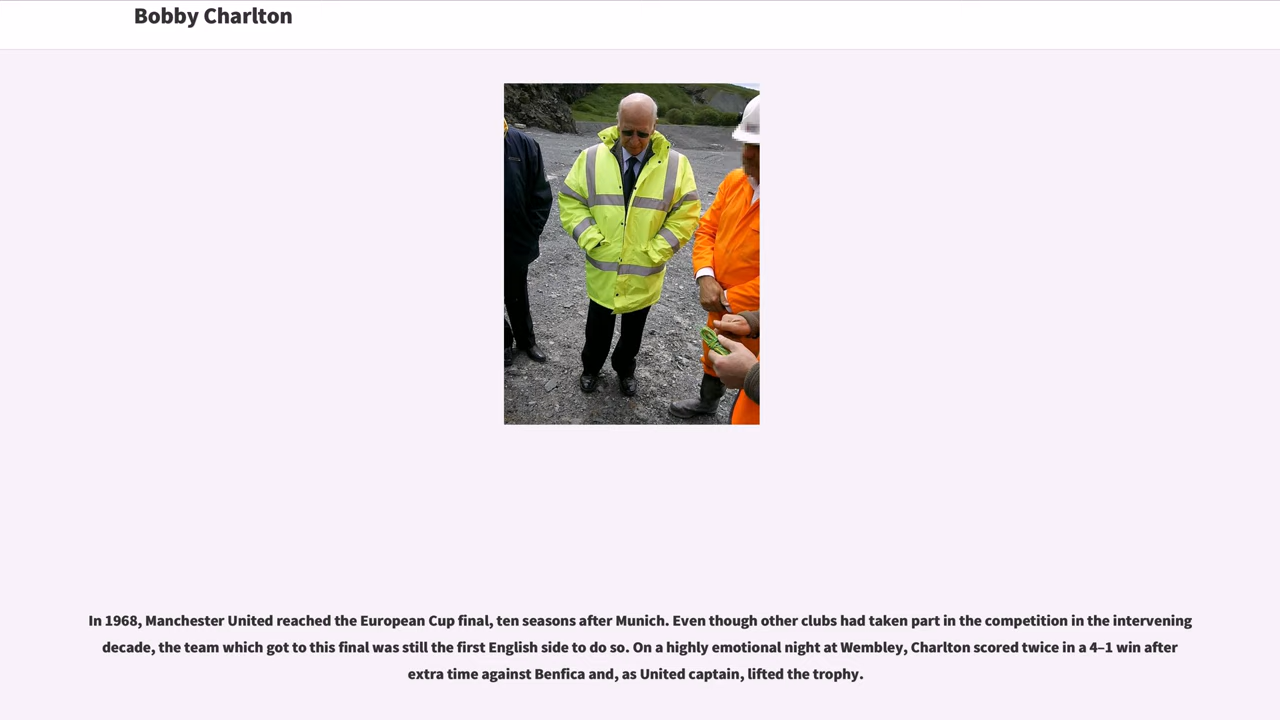 Bobby Charlton
In 1968, Manchester United reached the European Cup final, ten seasons after Munich. Even though other clubs had taken part in the competition in the intervening
decade, the team which got to this final was still the first English side to do so. On a highly emotional night at Wembley, Charlton scored twice in a 4–1 win after
extra time against Benfica and, as United captain, lifted the trophy.